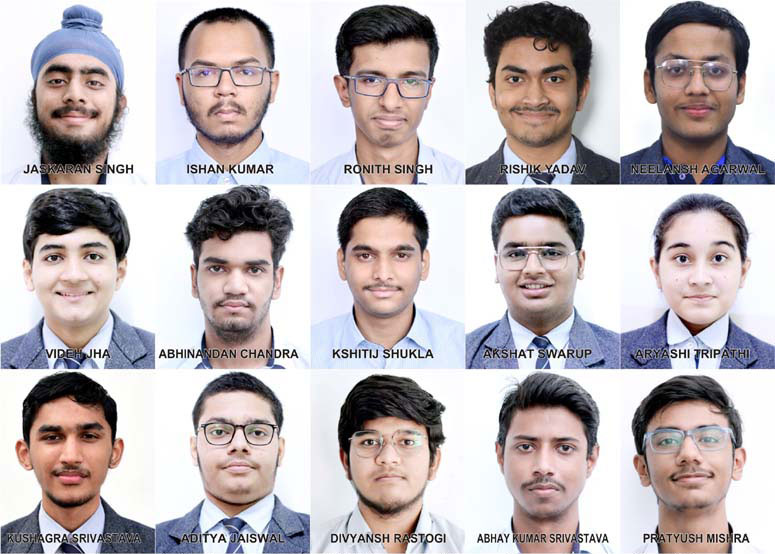 JASKARAN SINGH
ISHAN KUMAR
RONITH SINGH
RISHIK YADAV
NEELANSH AGARWAL
VIDEH JHA
ABHINANDAN CHANDRA
KSHITIJ SHUKLA
AKSHAT SWARUP
ARYASHI TRIPATHI
KUSHAGRA SRIVASTAVA
ADITYA JAISWAL
DIVYANSH RASTOGI
ABHAY KUMAR SRIVASTAVA
PRATYUSH MISHRA